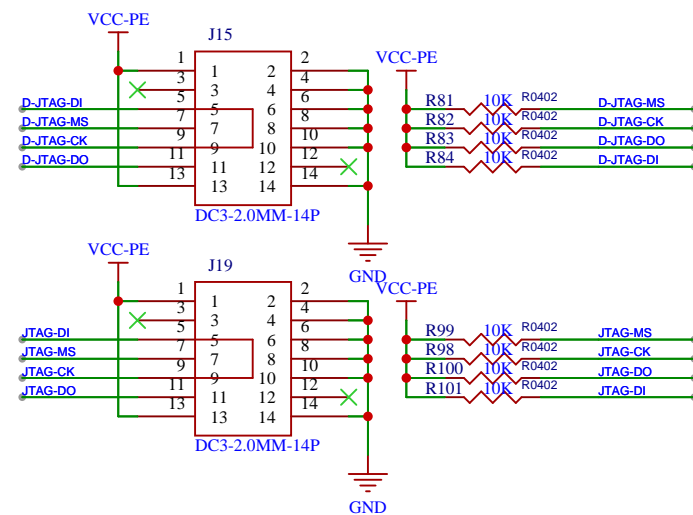 VCC-PE
J15
VCC-PE
1 1 2 2
3 3 4 4
D-JTAG-DI 5 5 6 6
D-JTAG-MS 7 7 8 8
D-JTAG-CK 9 9 10 10
D-JTAG-DO 11 11 12 12
13 13 14 14
DC3-2.0MM-14P
R81 10K R0402 D-JTAG-MS
R82 10K R0402 D-JTAG-CK
R83 10K R0402 D-JTAG-DO
R84 10K R0402 D-JTAG-DI
GND
VCC-PE
J19
VCC-PE
1 1 2 2
3 3 4 4
JTAG-DI 5 5 6 6
JTAG-MS 7 7 8 8
JTAG-CK 9 9 10 10
JTAG-DO 11 11 12 12
13 13 14 14
DC3-2.0MM-14P
R99 10K R0402 JTAG-MS
R98 10K R0402 JTAG-CK
R100 10K R0402 JTAG-DO
R101 10K R0402 JTAG-DI
GND